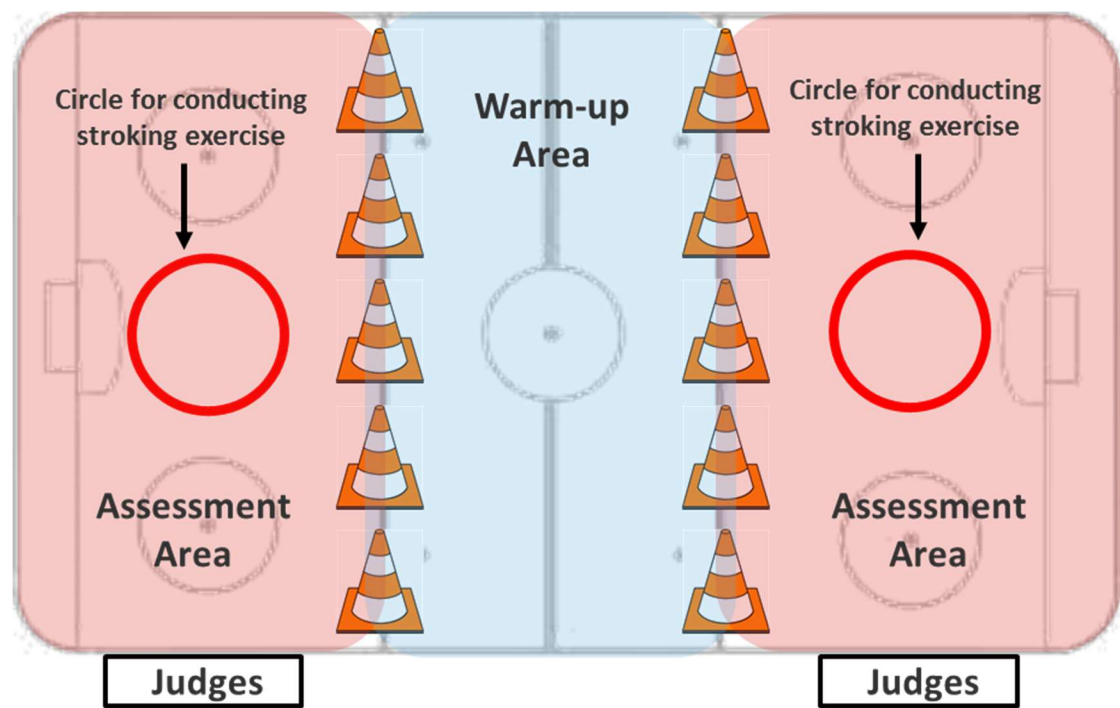 Circle for conducting
stroking exercise
Warm-up
Area
Circle for conducting
stroking exercise
Assessment
Area
Assessment
Area
Judges
Judges